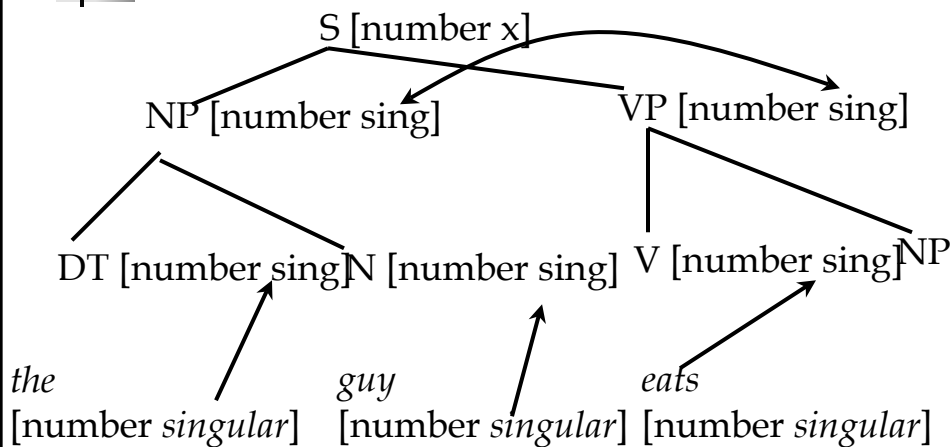 S [number x]
NP [number sing] VP [number sing]
DT [number sing] N [number sing] V [number sing] NP
the guy eats
[number singular] [number singular] [number singular]